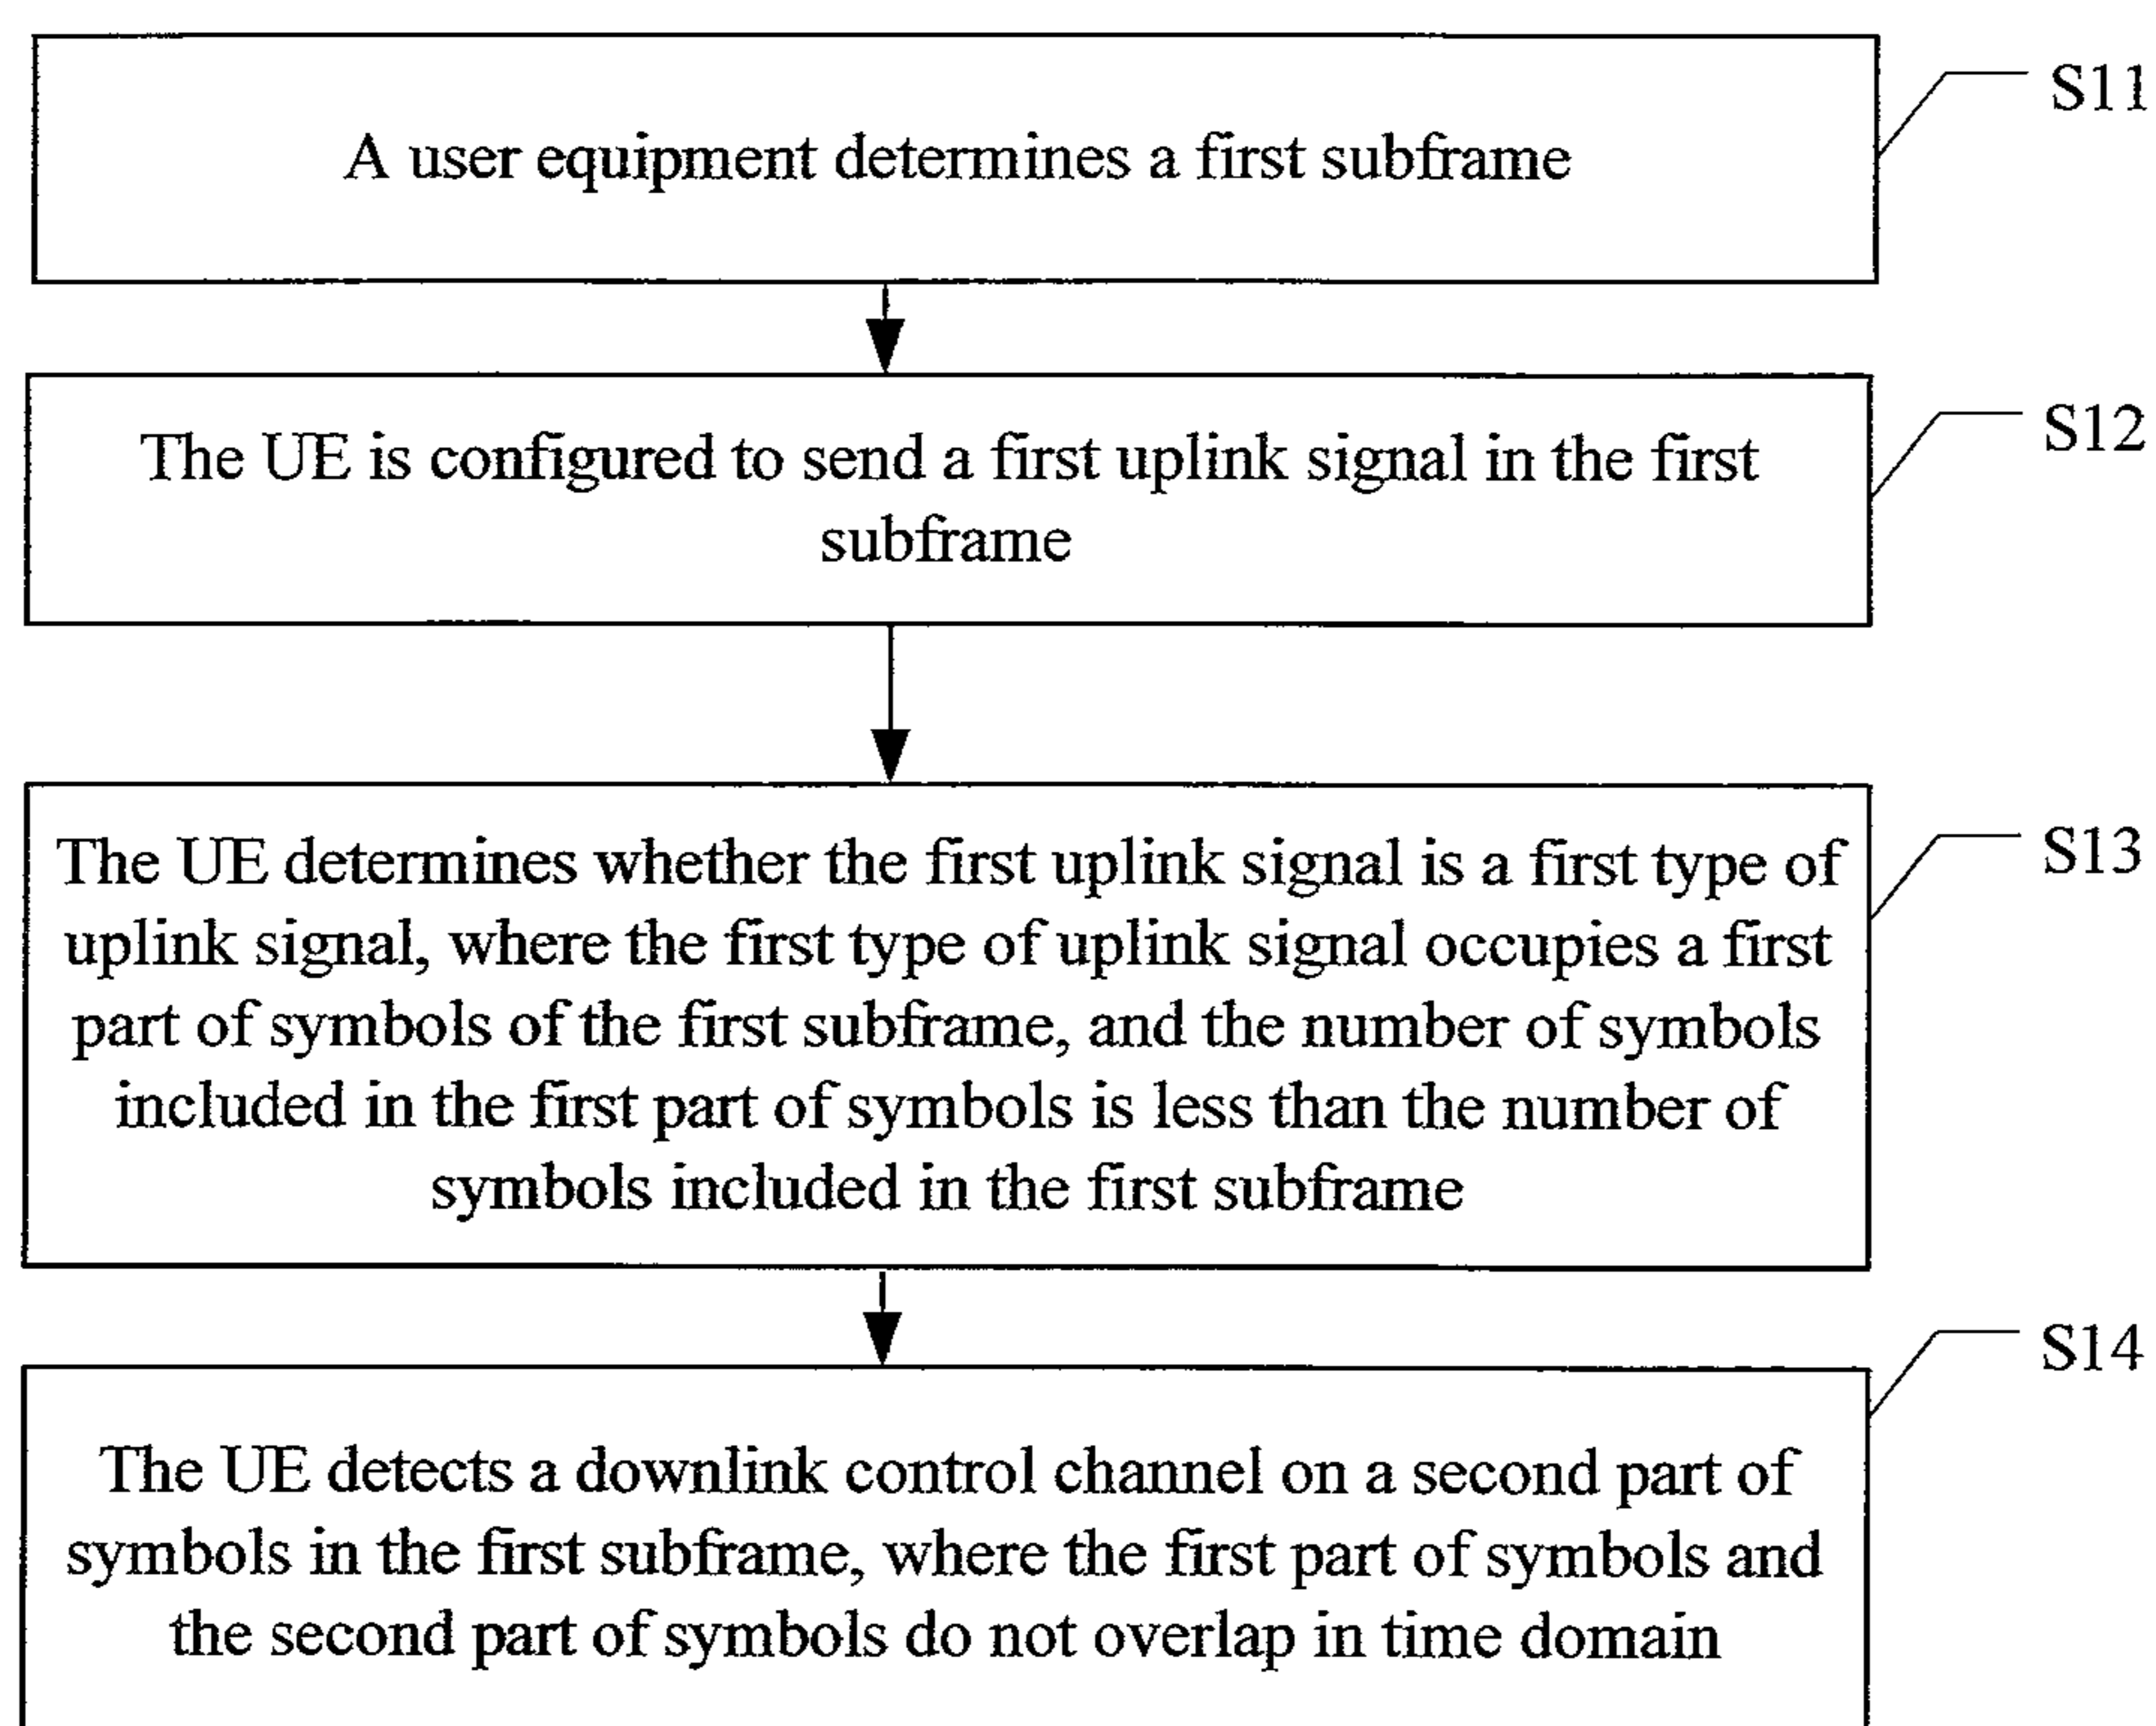 A user equipment determines a first subframe
S11
The UE is configured to send a first uplink signal in the first
subframe
S12
The UE determines whether the first uplink signal is a first type of
uplink signal, where the first type of uplink signal occupies a first
part of symbols of the first subframe, and the number of symbols
included in the first part of symbols is less than the number of
symbols included in the first subframe
S13
The UE detects a downlink control channel on a second part of
symbols in the first subframe, where the first part of symbols and
the second part of symbols do not overlap in time domain
S14